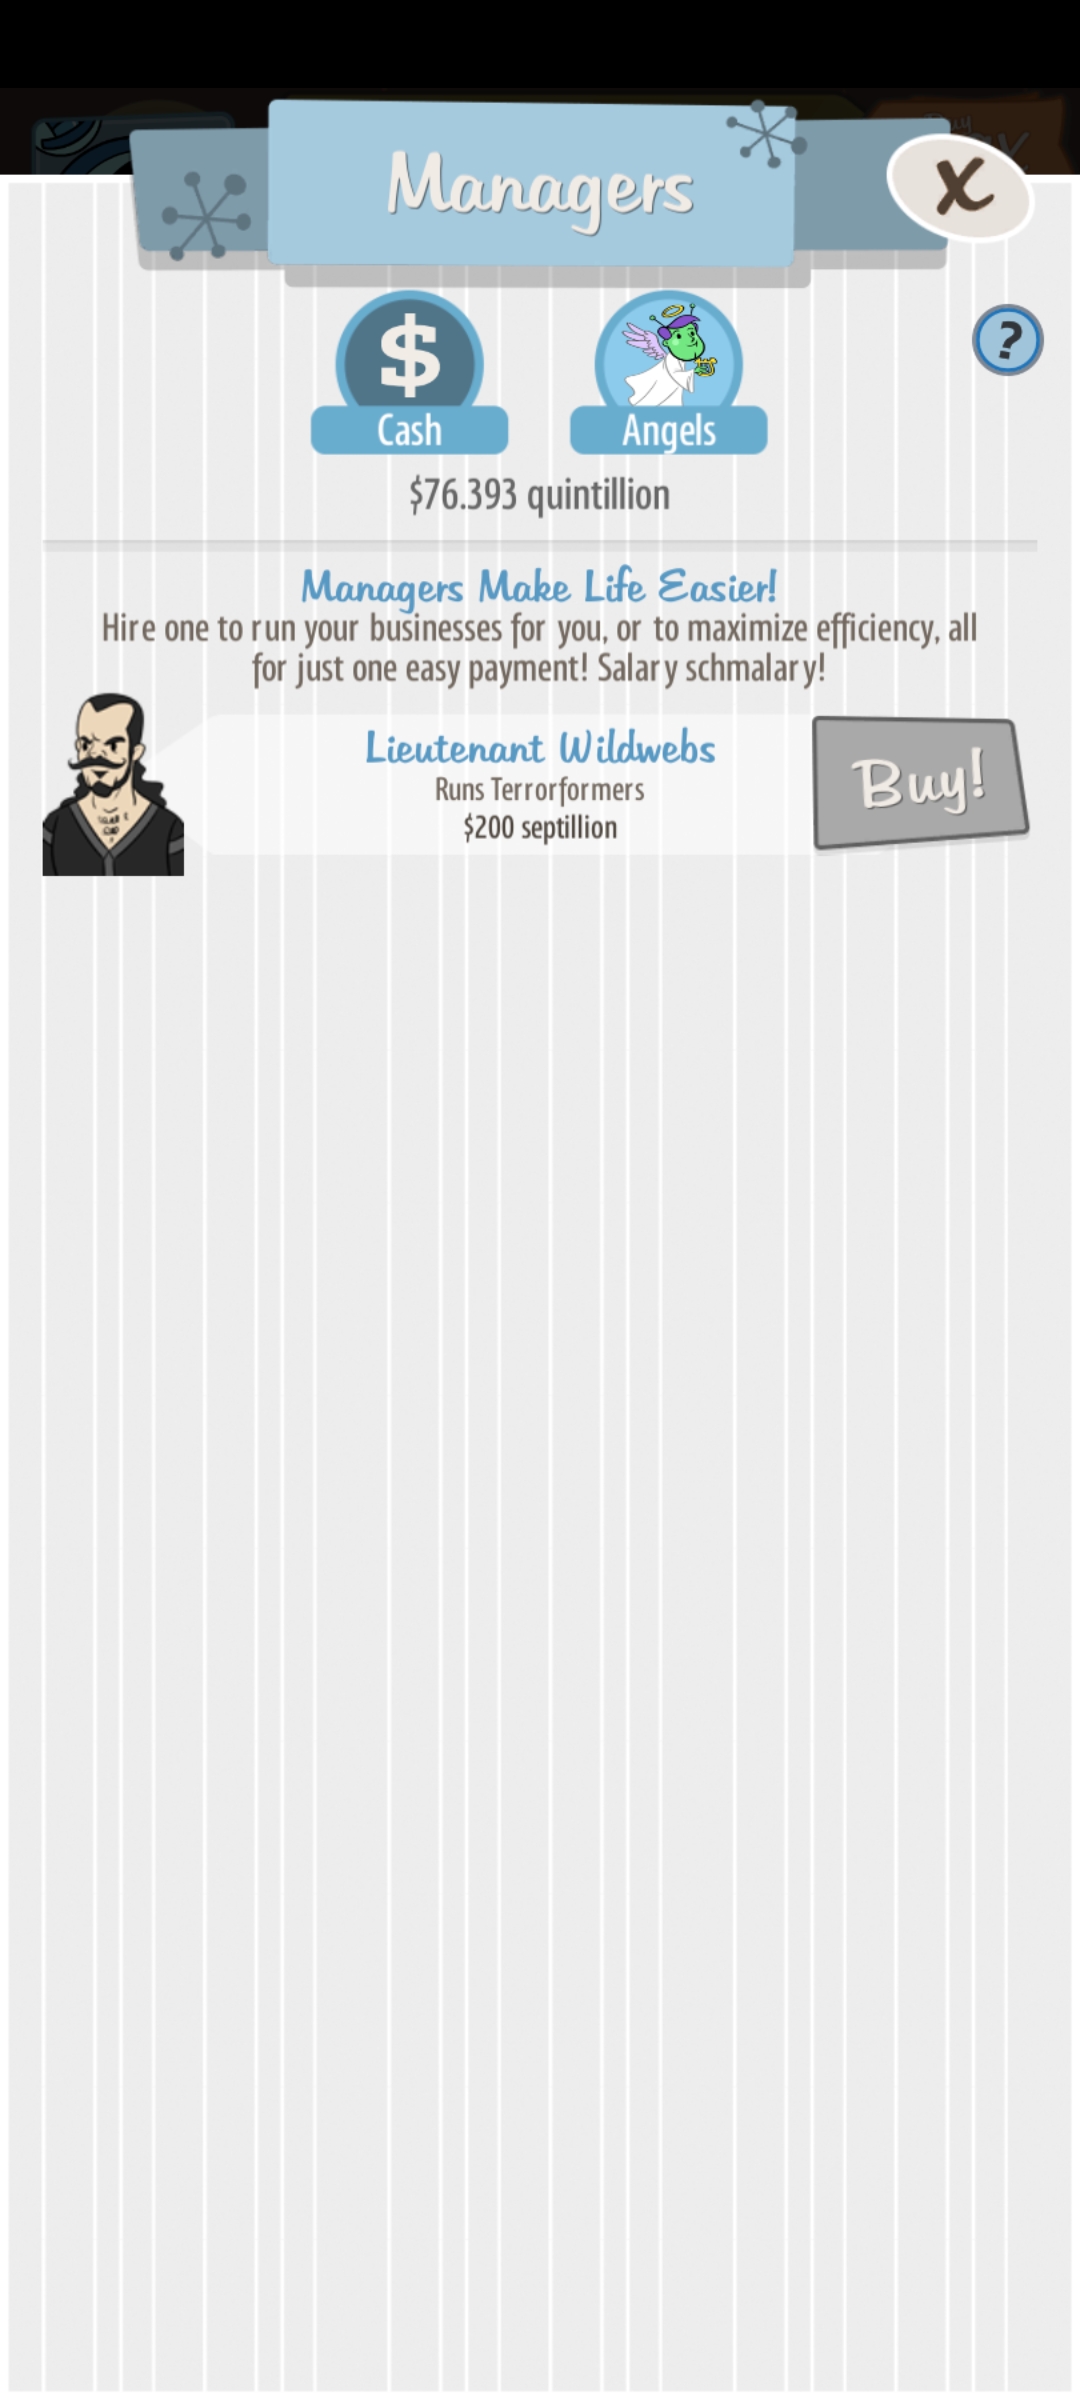 Managers
X
$
Cash
Angels
?
$76.393 quintillion
Managers Make Life Easier!
Hire one to run your businesses for you, or to maximize efficiency, all
for just one easy payment! Salary schmalary!
Lieutenant Wildwebs
Runs Terrorformers
$200 septillion
Buy!